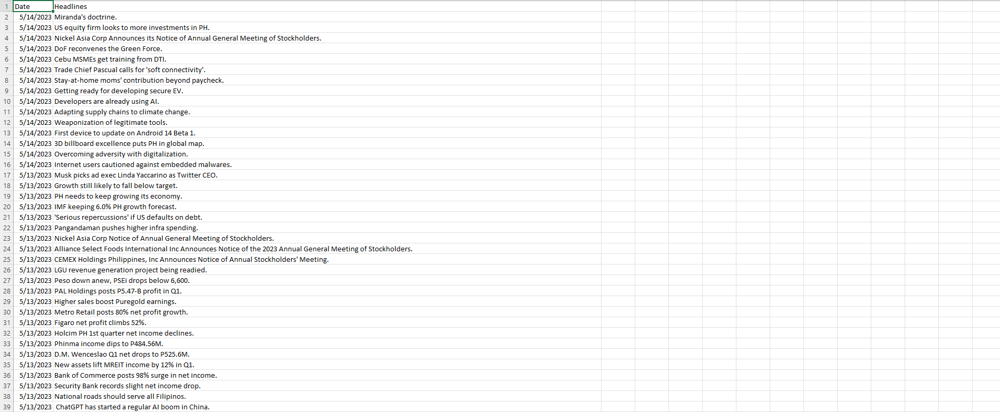 1 Date Headlines
2 5/14/2023 Miranda's doctrine.
3 5/14/2023 US equity firm looks to more investments in PH.
4 5/14/2023 Nickel Asia Corp Announces its Notice of Annual General Meeting of Stockholders.
5 5/14/2023 DoF reconvenes the Green Force.
6 5/14/2023 Cebu MSMEs get training from DTI.
7 5/14/2023 Trade Chief Pascual calls for 'soft connectivity'.
8 5/14/2023 Stay-at-home moms' contribution beyond paycheck.
9 5/14/2023 Getting ready for developing secure EV.
10 5/14/2023 Developers are already using AI.
11 5/14/2023 Adapting supply chains to climate change.
12 5/14/2023 Weaponization of legitimate tools.
13 5/14/2023 First device to update on Android 14 Beta 1.
14 5/14/2023 3D billboard excellence puts PH in global map.
15 5/14/2023 Overcoming adversity with digitalization.
16 5/14/2023 Internet users cautioned against embedded malwares.
17 5/13/2023 Musk picks ad exec Linda Yaccarino as Twitter CEO.
18 5/13/2023 Growth still likely to fall below target.
19 5/13/2023 PH needs to keep growing its economy.
20 5/13/2023 IMF keeping 6.0% PH growth forecast.
21 5/13/2023 'Serious repercussions' if US defaults on debt.
22 5/13/2023 Pangandaman pushes higher infra spending.
23 5/13/2023 Nickel Asia Corp Notice of Annual General Meeting of Stockholders.
24 5/13/2023 Alliance Select Foods International Inc Announces Notice of the 2023 Annual General Meeting of Stockholders.
25 5/13/2023 CEMEX Holdings Philippines, Inc Announces Notice of Annual Stockholders' Meeting.
26 5/13/2023 LGU revenue generation project being readied.
27 5/13/2023 Peso down anew, PSEi drops below 6,600.
28 5/13/2023 PAL Holdings posts P5.47-B profit in Q1.
29 5/13/2023 Higher sales boost Puregold earnings.
30 5/13/2023 Metro Retail posts 80% net profit growth.
31 5/13/2023 Figaro net profit climbs 52%.
32 5/13/2023 Holcim PH 1st quarter net income declines.
33 5/13/2023 Phinma income dips to P484.56M.
34 5/13/2023 D.M. Wenceslao Q1 net drops to P525.6M.
35 5/13/2023 New assets lift MREIT income by 12% in Q1.
36 5/13/2023 Bank of Commerce posts 98% surge in net income.
37 5/13/2023 Security Bank records slight net income drop.
38 5/13/2023 National roads should serve all Filipinos.
39 5/13/2023 ChatGPT has started a regular AI boom in China.